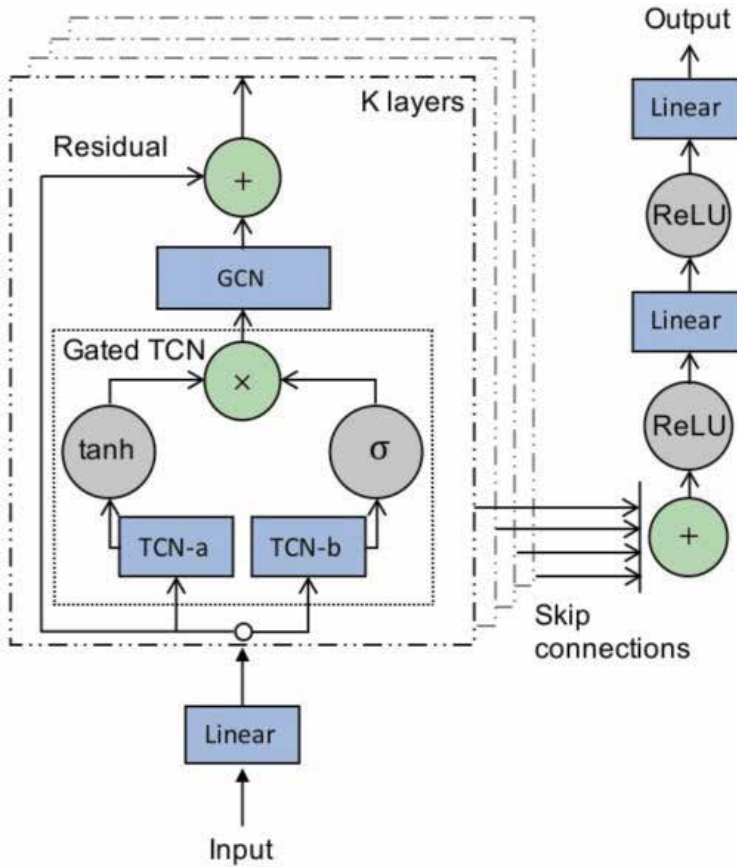 Output
K layers
Linear
Residual
+
ReLU
GCN
Linear
Gated TCN
×
ReLU
tanh
σ
TCN-a
TCN-b
+
Skip
connections
Linear
Input